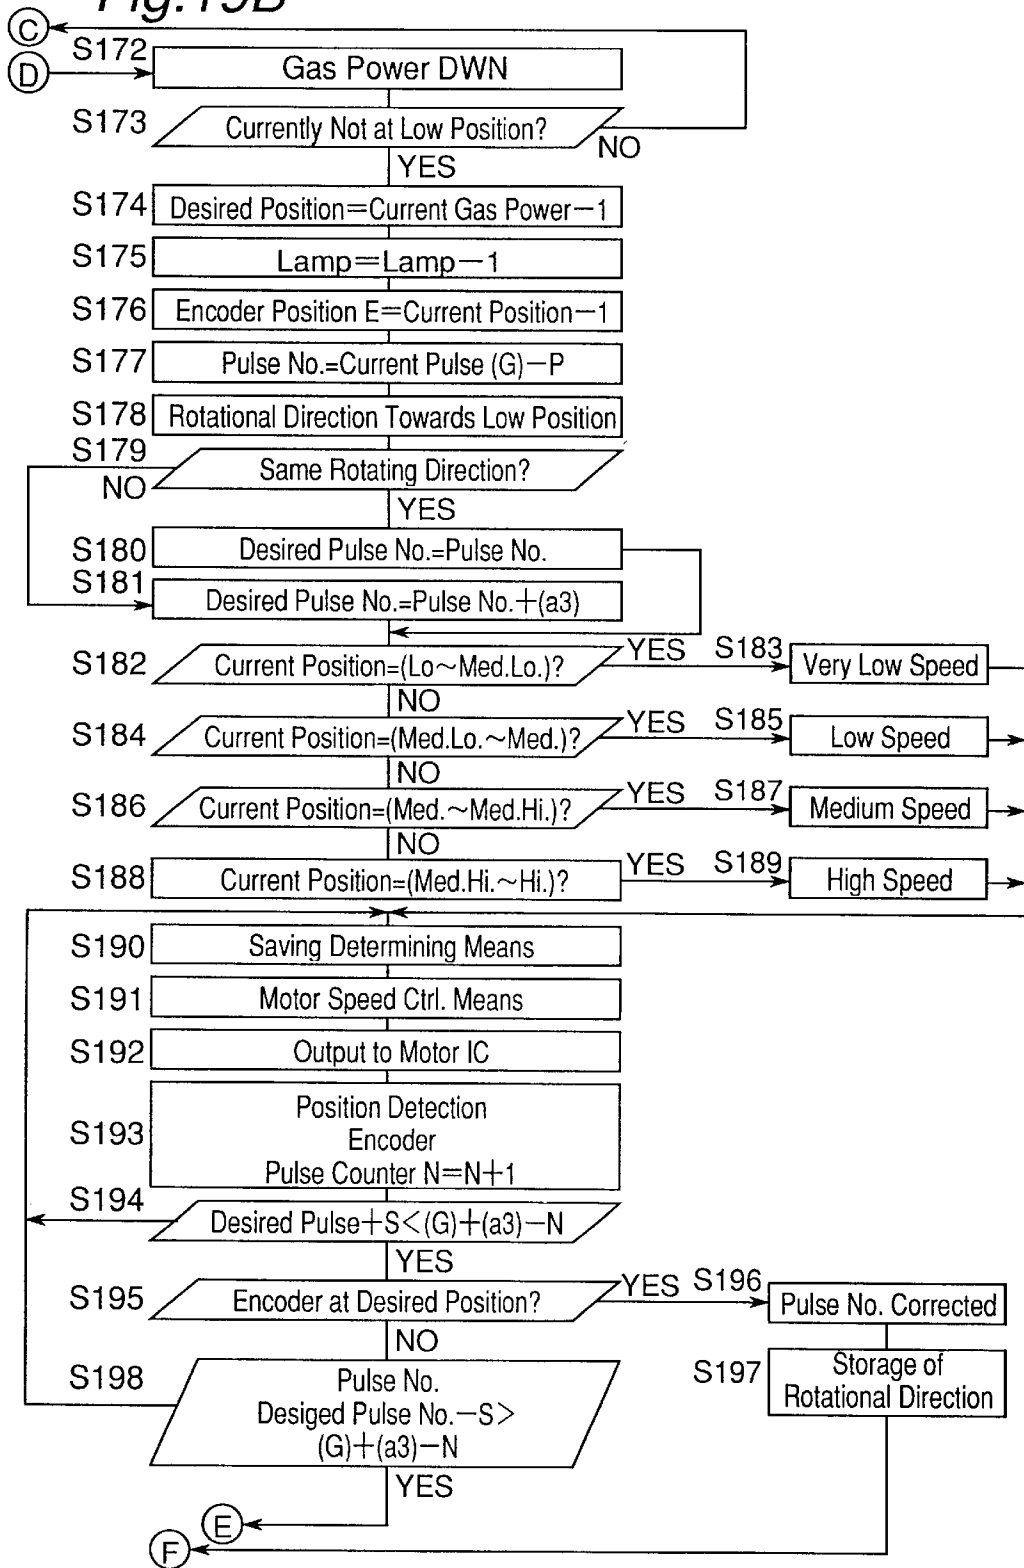 Fig. 19B
C
D
S172
Gas Power DWN
S173
Currently Not at Low Position?
NO
YES
S174
Desired Position=Current Gas Power−1
S175
Lamp=Lamp−1
S176
Encoder Position E=Current Position−1
S177
Pulse No.=Current Pulse (G)−P
S178
Rotational Direction Towards Low Position
S179
Same Rotating Direction?
NO
YES
S180
Desired Pulse No.=Pulse No.
S181
Desired Pulse No.=Pulse No.+(a3)
S182
Current Position=(Lo~Med.Lo.)?
YES
S183
Very Low Speed
NO
S184
Current Position=(Med.Lo.~Med.)?
YES
S185
Low Speed
NO
S186
Current Position=(Med.~Med.Hi.)?
YES
S187
Medium Speed
NO
S188
Current Position=(Med.Hi.~Hi.)?
YES
S189
High Speed
S190
Saving Determining Means
S191
Motor Speed Ctrl. Means
S192
Output to Motor IC
S193
Position Detection
Encoder
Pulse Counter N=N+1
S194
Desired Pulse+S<(G)+(a3)−N
YES
S195
Encoder at Desired Position?
YES
S196
Pulse No. Corrected
NO
S197
Storage of
Rotational Direction
S198
Pulse No.
Desiged Pulse No.−S>
(G)+(a3)−N
YES
E
F